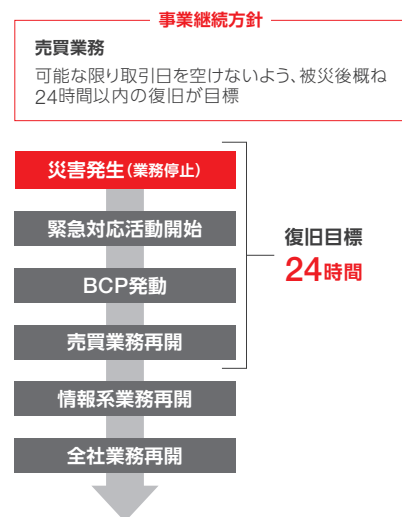 事業継続方針
売買業務
可能な限り取引日を空けないよう、被災後概ね
24時間以内の復旧が目標
災害発生(業務停止)
緊急対応活動開始
BCP発動
売買業務再開
復旧目標
24時間
情報系業務再開
全社業務再開